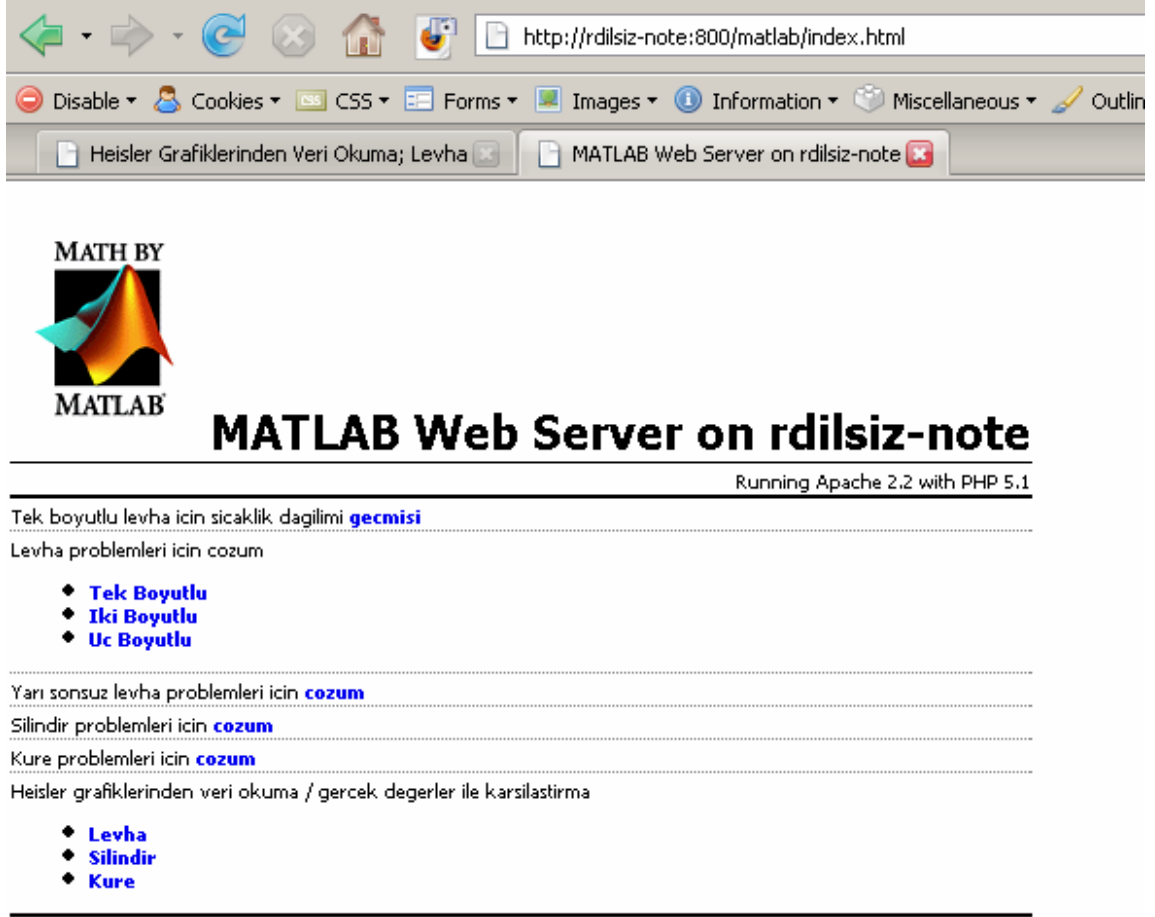 http://rdilsiz-note:800/matlab/index.html
Disable Cookies CSS Forms Images Information Miscellaneous Outlin
Heisler Grafiklerinden Veri Okuma; Levha MATLAB Web Server on rdilsiz-note
MATH BY
MATLAB
MATLAB Web Server on rdilsiz-note
Running Apache 2.2 with PHP 5.1
Tek boyutlu levha icin sicaklik dagilimi gecmisi
Levha problemleri icin cozum
Tek Boyutlu
Iki Boyutlu
Uc Boyutlu
Yarı sonsuz levha problemleri icin cozum
Silindir problemleri icin cozum
Kure problemleri icin cozum
Heisler grafiklerinden veri okuma / gercek degerler ile karsilastirma
Levha
Silindir
Kure